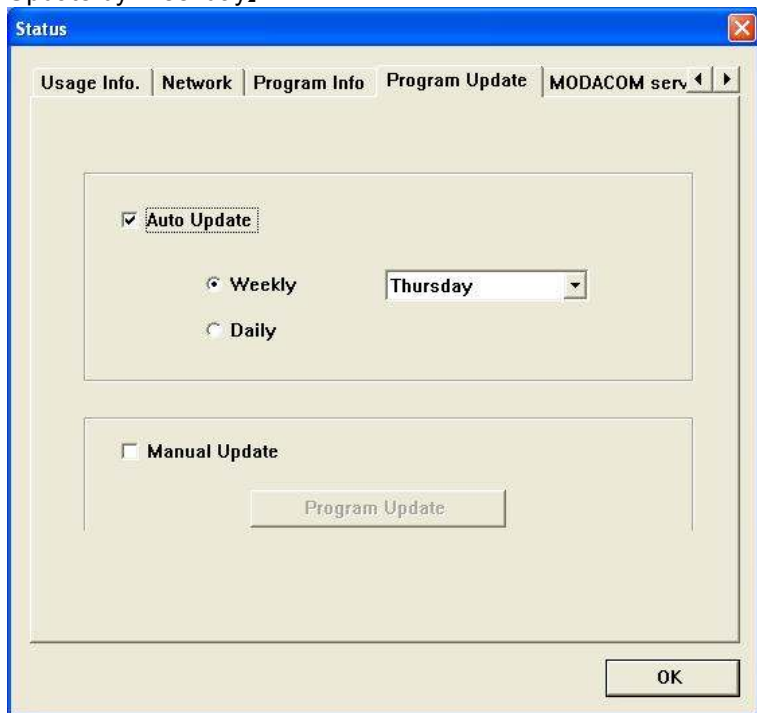 Status
Usage Info. Network Program Info Program Update MODACOM serv
Auto Update
Weekly Thursday
Daily
Manual Update
Program Update
OK